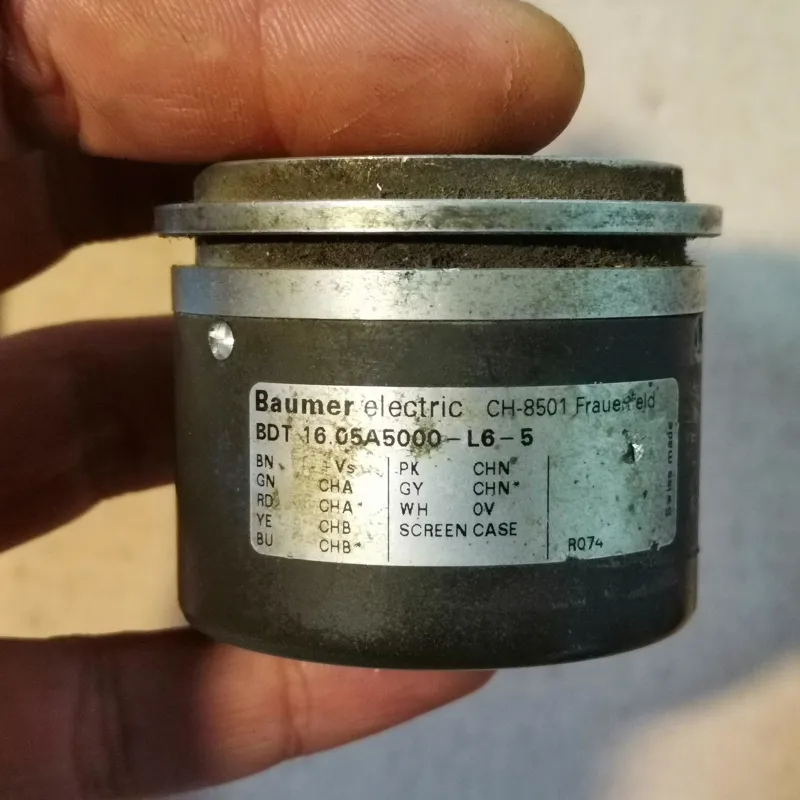 Baumer electric CH-8501 Frauenfeld
BDT 16.05A5000-L6-5
BN +Vs PK CHN
GN CHA GY CHN*
RD CHA* WH 0V
YE CHB SCREEN CASE
BU CHB* RQ74
Swiss made